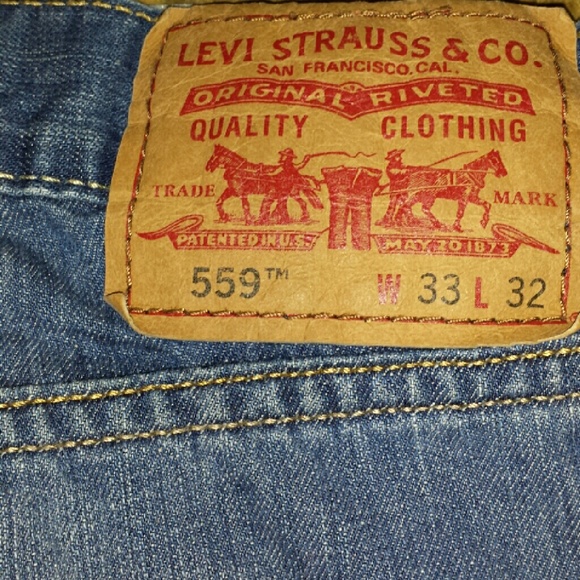 LEVI STRAUSS & CO.
SAN FRANCISCO, CAL.
ORIGINAL RIVETED
QUALITY CLOTHING
TRADE MARK
PATENTED IN U.S. MAY 20 1873
559™ W 33 L 32